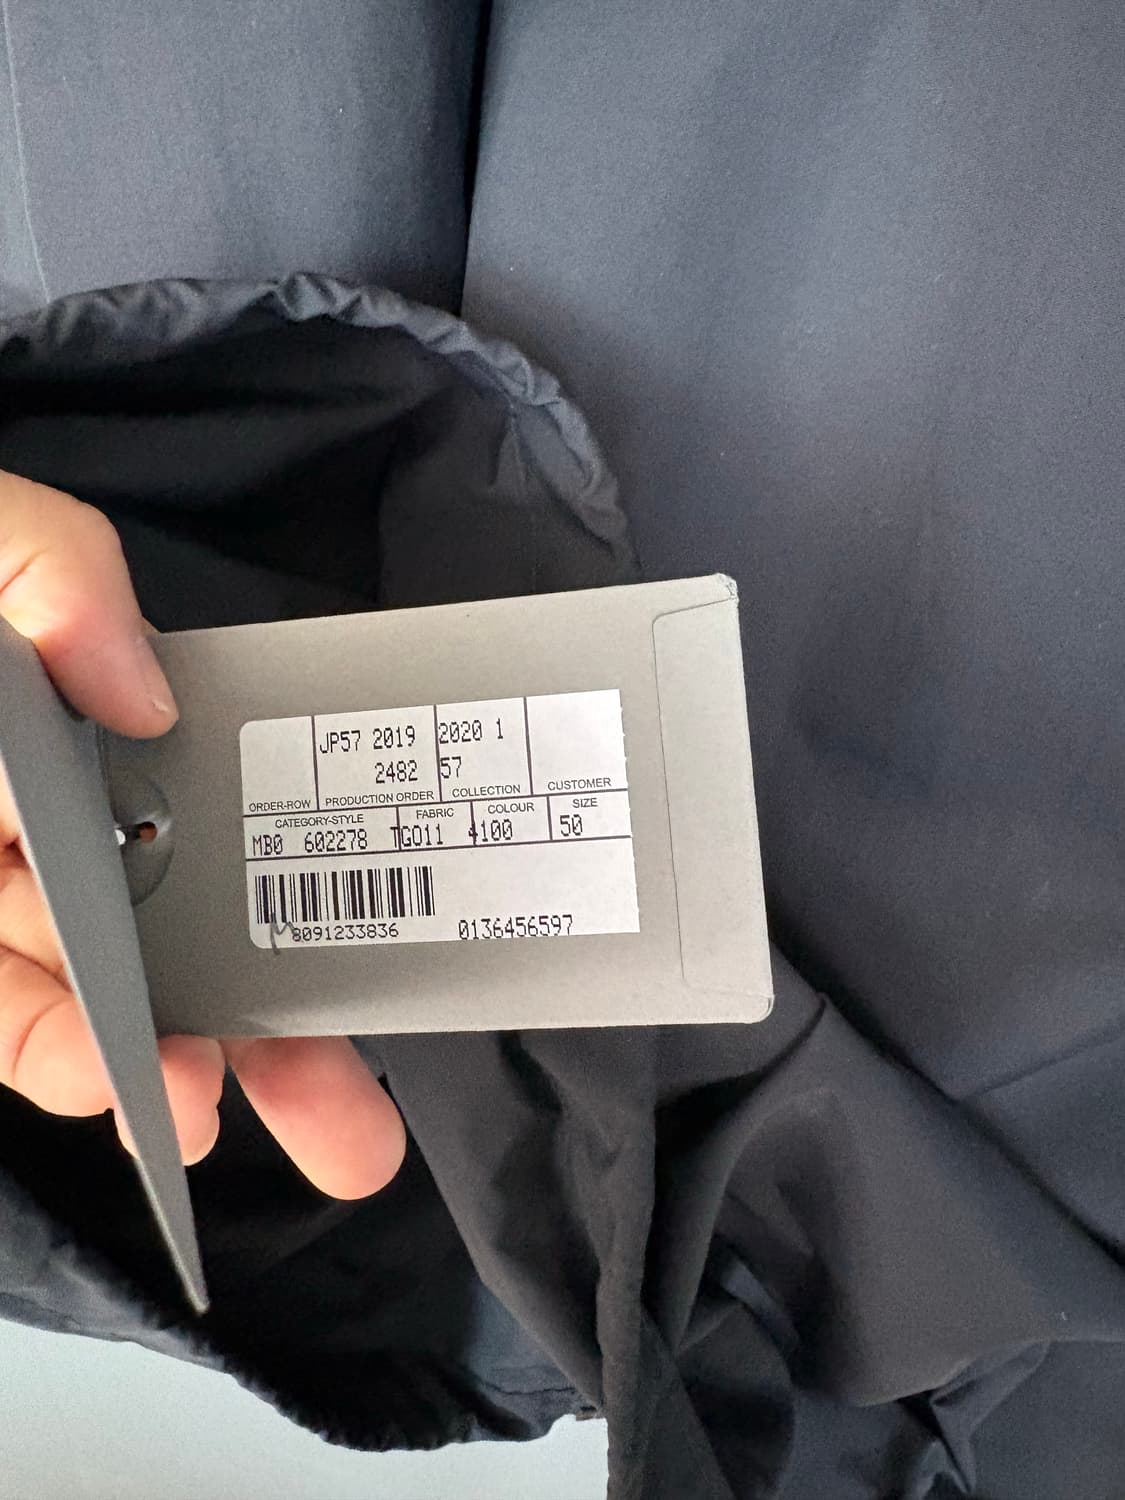 JP57 2019 2020 1
2482 57
ORDER-ROW PRODUCTION ORDER COLLECTION CUSTOMER
CATEGORY-STYLE FABRIC COLOUR SIZE
MB0 602278 TGO11 4100 50
8091233836 0136456597